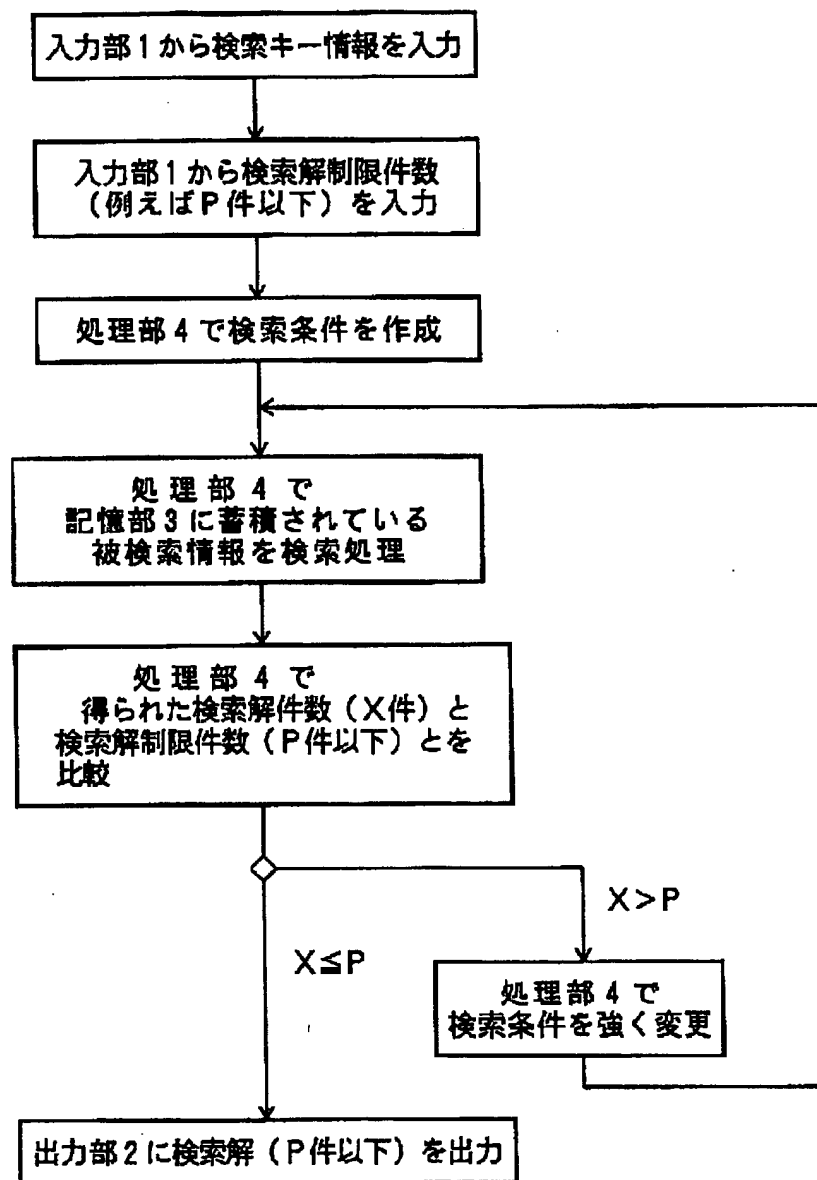 入力部1から検索キー情報を入力
入力部1から検索解制限件数
(例えばP件以下)を入力
処理部4で検索条件を作成
処理部4で
記憶部3に蓄積されている
被検索情報を検索処理
処理部4で
得られた検索解件数(X件)と
検索解制限件数(P件以下)とを
比較
X>P
X≦P
処理部4で
検索条件を強く変更
出力部2に検索解(P件以下)を出力